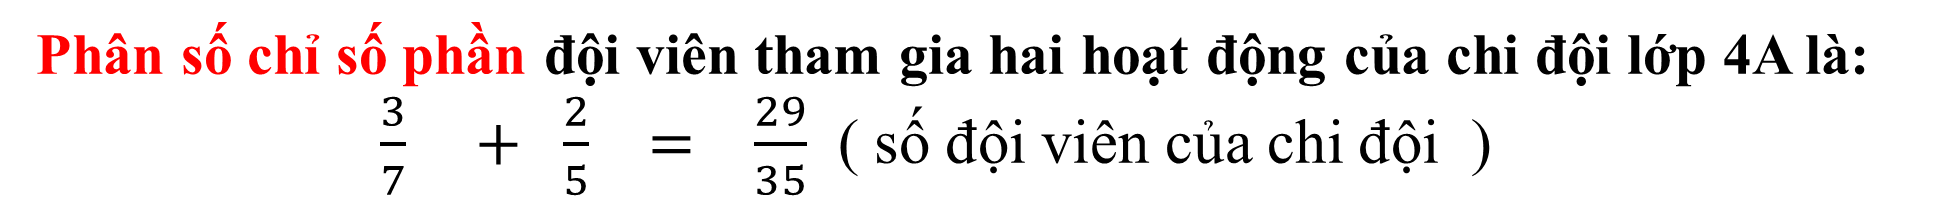 Phân số chỉ số phần đội viên tham gia hai hoạt động của chi đội lớp 4A là:
3/7 + 2/5 = 29/35 ( số đội viên của chi đội )